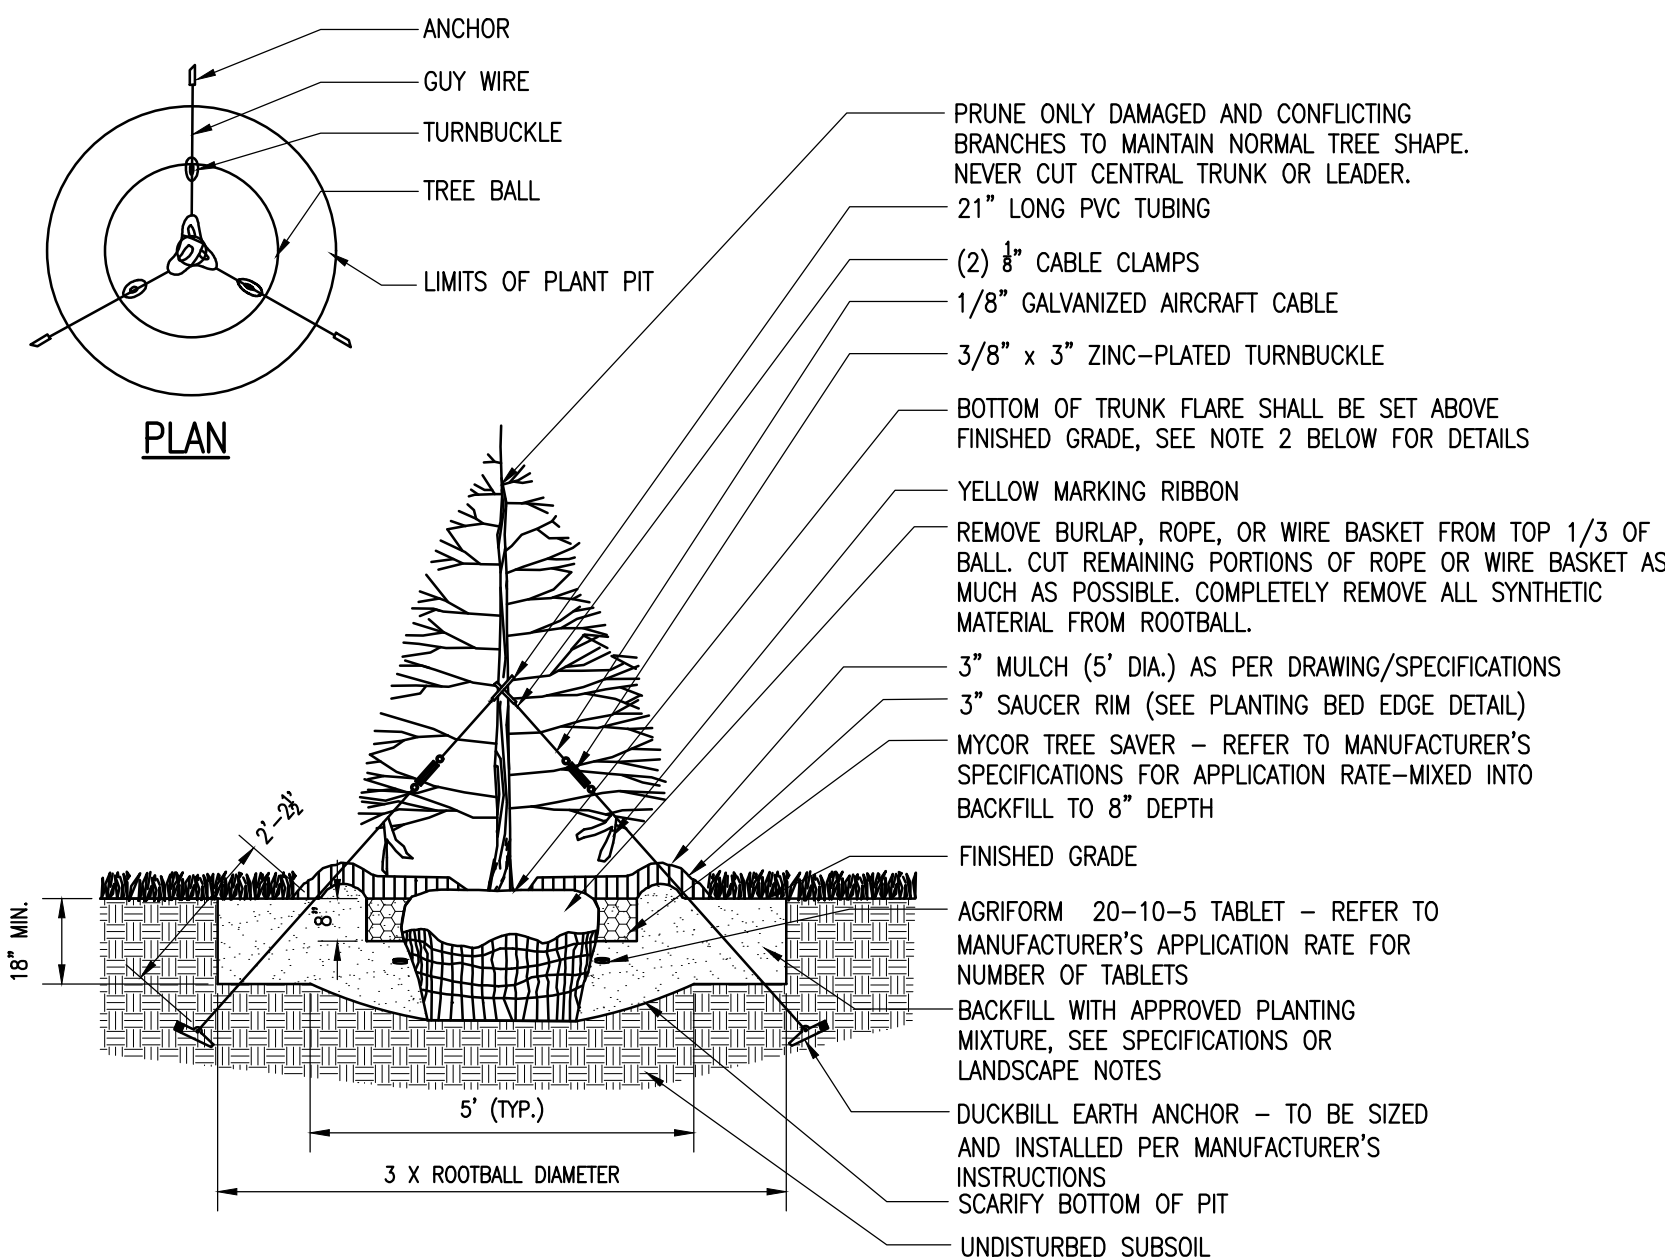 ANCHOR
GUY WIRE
TURNBUCKLE
TREE BALL
LIMITS OF PLANT PIT
PLAN
PRUNE ONLY DAMAGED AND CONFLICTING
BRANCHES TO MAINTAIN NORMAL TREE SHAPE.
NEVER CUT CENTRAL TRUNK OR LEADER.
21" LONG PVC TUBING
(2) 1/8" CABLE CLAMPS
1/8" GALVANIZED AIRCRAFT CABLE
3/8" x 3" ZINC-PLATED TURNBUCKLE
BOTTOM OF TRUNK FLARE SHALL BE SET ABOVE
FINISHED GRADE, SEE NOTE 2 BELOW FOR DETAILS
YELLOW MARKING RIBBON
REMOVE BURLAP, ROPE, OR WIRE BASKET FROM TOP 1/3 OF
BALL. CUT REMAINING PORTIONS OF ROPE OR WIRE BASKET AS
MUCH AS POSSIBLE. COMPLETELY REMOVE ALL SYNTHETIC
MATERIAL FROM ROOTBALL.
3" MULCH (5' DIA.) AS PER DRAWING/SPECIFICATIONS
3" SAUCER RIM (SEE PLANTING BED EDGE DETAIL)
MYCOR TREE SAVER - REFER TO MANUFACTURER'S
SPECIFICATIONS FOR APPLICATION RATE-MIXED INTO
BACKFILL TO 8" DEPTH
FINISHED GRADE
AGRIFORM 20-10-5 TABLET - REFER TO
MANUFACTURER'S APPLICATION RATE FOR
NUMBER OF TABLETS
BACKFILL WITH APPROVED PLANTING
MIXTURE, SEE SPECIFICATIONS OR
LANDSCAPE NOTES
DUCKBILL EARTH ANCHOR - TO BE SIZED
AND INSTALLED PER MANUFACTURER'S
INSTRUCTIONS
SCARIFY BOTTOM OF PIT
UNDISTURBED SUBSOIL
2'-2½'
18" MIN.
8"
5' (TYP.)
3 X ROOTBALL DIAMETER